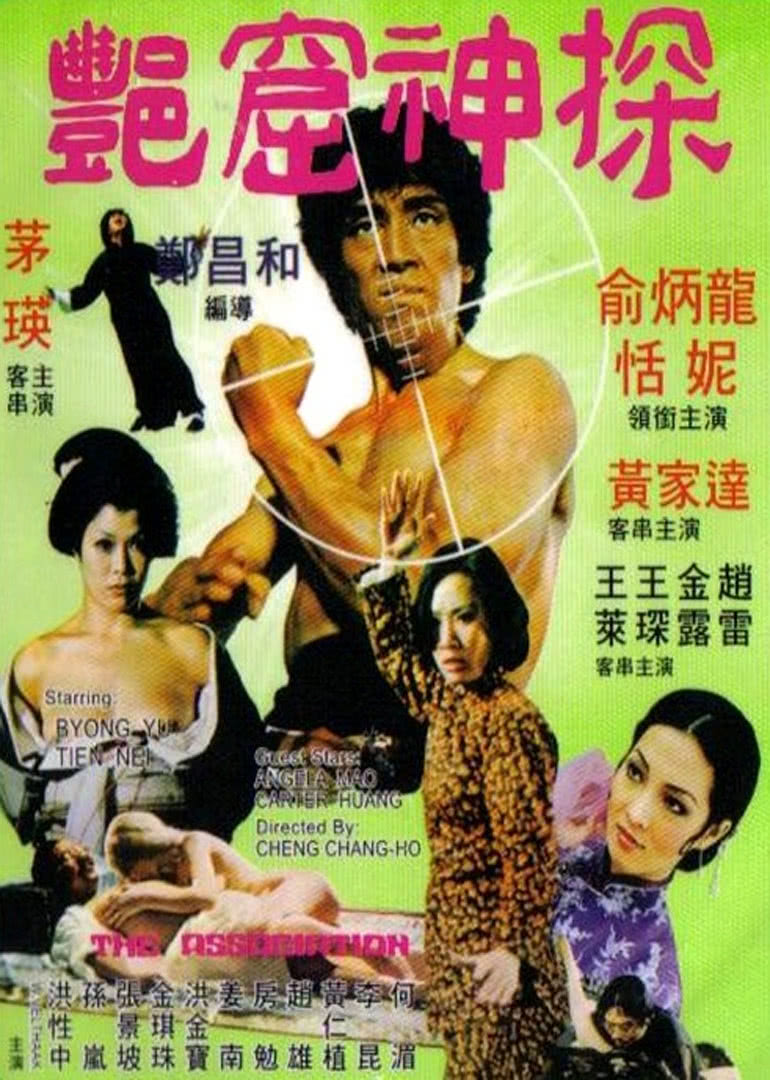 艷窟神探
茅瑛
客串主演
鄭昌和
編導
俞炳龍
恬妮
領銜主演
黃家達
客串主演
王萊
王琛
金露
趙雷
客串主演
Starring:
BYONG YU
TIEN NEI
Guest Stars:
ANGELA MAO
CARTER HUANG
Directed By:
CHENG CHANG-HO
THE ASSOCIATION
主演
洪性中
孫嵐
張景坡
金琪珠
洪金寶
姜南
房勉
趙雄
黃仁植
李昆
何湄